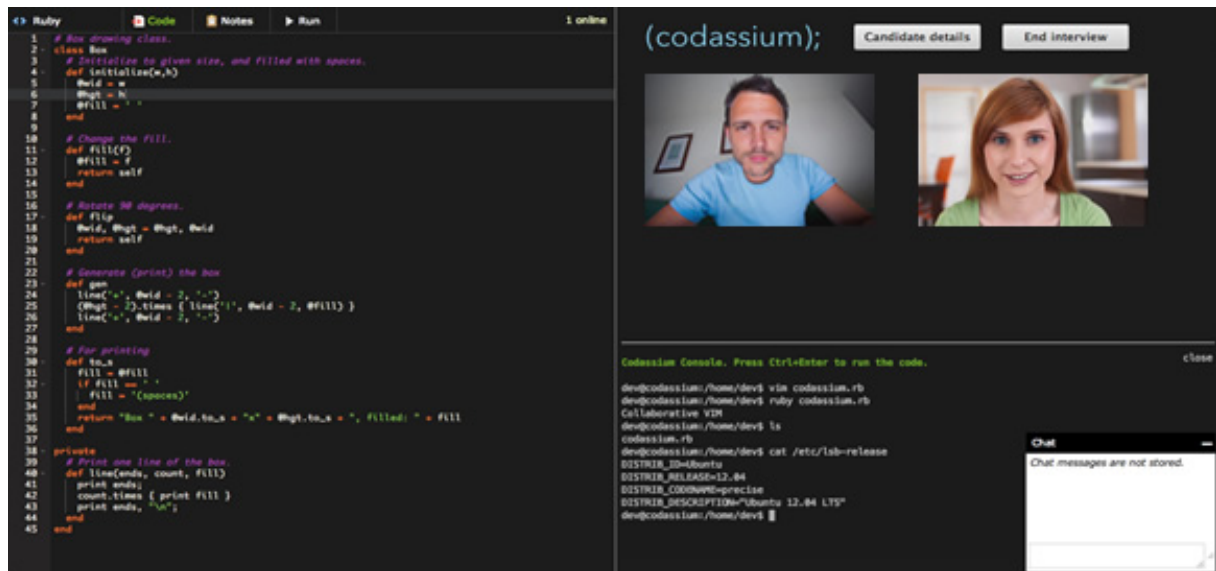 <> Ruby
Code
Notes
Run
1 online
1 # Box drawing class.
2 class Box
3 # Initialize to given size, and filled with spaces.
4 def initialize(w,h)
5 @wid = w
6 @hgt = h
7 @fill = ' '
8 end
9
10 # Change the fill.
11 def fill(f)
12 @fill = f
13 return self
14 end
15
16 # Rotate 90 degrees.
17 def flip
18 @wid, @hgt = @hgt, @wid
19 return self
20 end
21
22 # Generate (print) the box
23 def gen
24 line('+', @wid - 2, '-')
25 (@hgt - 2).times { line('|', @wid - 2, @fill) }
26 line('+', @wid - 2, '-')
27 end
28
29 # For printing
30 def to_s
31 fill = @fill
32 if fill == ' '
33 fill = '(spaces)'
34 end
35 return "Box " + @wid.to_s + "x" + @hgt.to_s + ", filled: " + fill
36 end
37
38 private
39 # Print one line of the box.
40 def line(ends, count, fill)
41 print ends;
42 count.times { print fill }
43 print ends, "\n";
44 end
45 end
(codassium);
Candidate details
End interview
Codassium Console. Press Ctrl+Enter to run the code.
close
dev@codassium:/home/dev$ vim codassium.rb
dev@codassium:/home/dev$ ruby codassium.rb
Collaborative VIM
dev@codassium:/home/dev$ ls
codassium.rb
dev@codassium:/home/dev$ cat /etc/lsb-release
DISTRIB_ID=Ubuntu
DISTRIB_RELEASE=12.04
DISTRIB_CODENAME=precise
DISTRIB_DESCRIPTION="Ubuntu 12.04 LTS"
dev@codassium:/home/dev$
Chat
Chat messages are not stored.